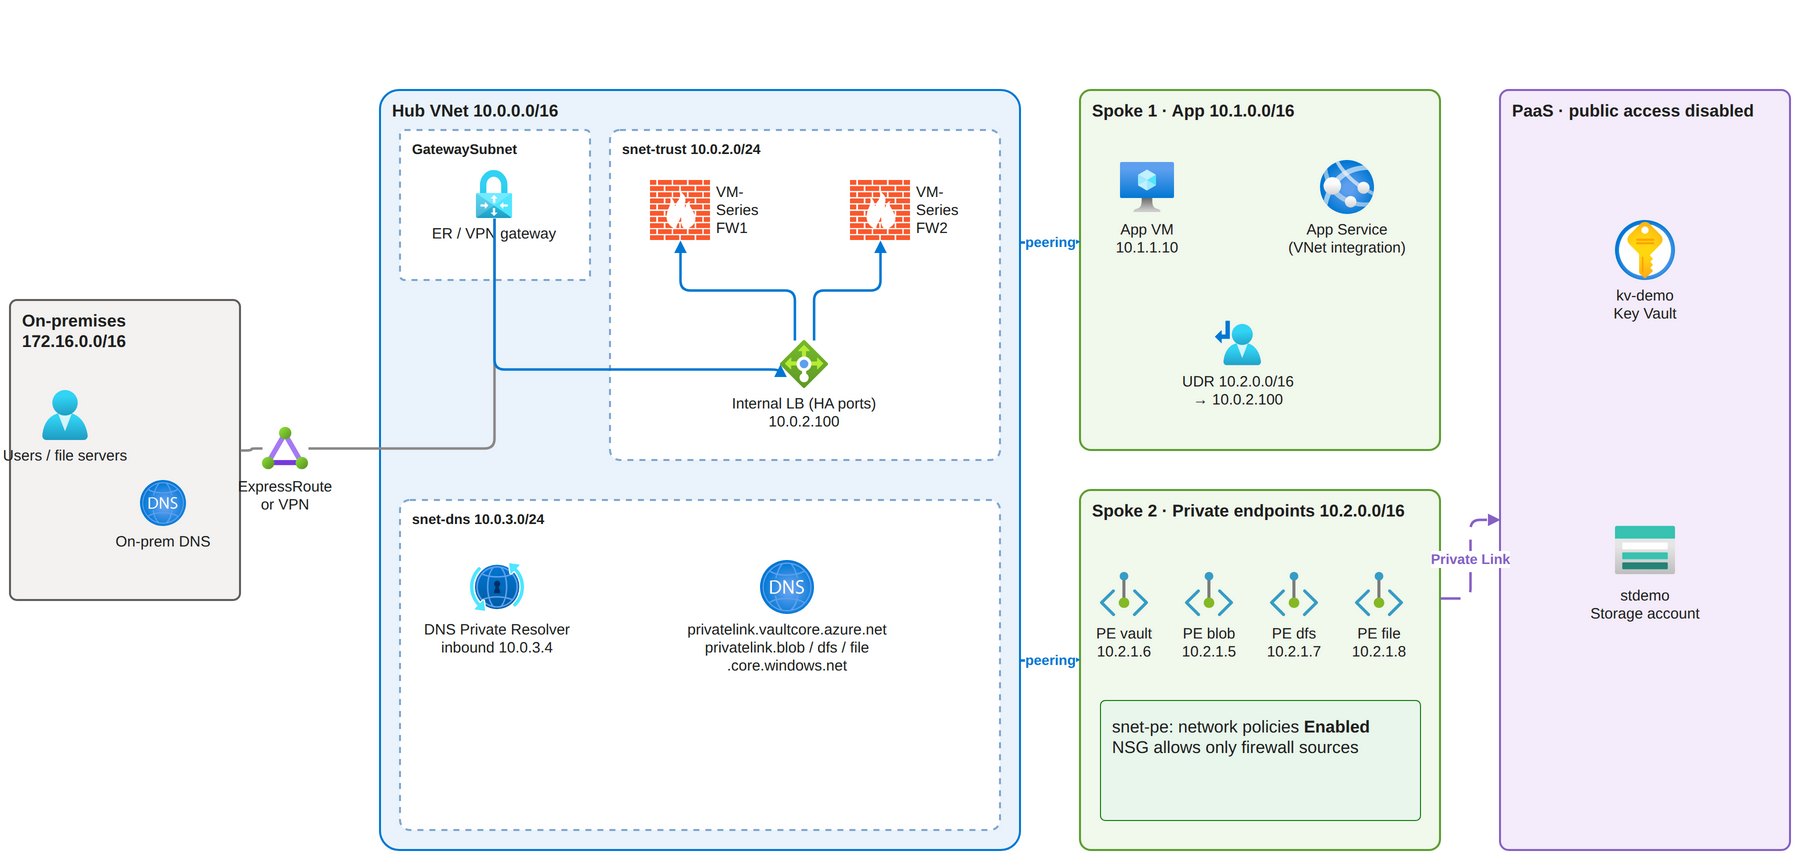 Hub VNet 10.0.0.0/16
GatewaySubnet
ER / VPN gateway
snet-trust 10.0.2.0/24
VM-
Series
FW1
VM-
Series
FW2
Internal LB (HA ports)
10.0.2.100
On-premises
172.16.0.0/16
Users / file servers
DNS
On-prem DNS
ExpressRoute
or VPN
snet-dns 10.0.3.0/24
DNS Private Resolver
inbound 10.0.3.4
DNS
privatelink.vaultcore.azure.net
privatelink.blob / dfs / file
.core.windows.net
peering
peering
Spoke 1 · App 10.1.0.0/16
App VM
10.1.1.10
App Service
(VNet integration)
UDR 10.2.0.0/16
→ 10.0.2.100
Spoke 2 · Private endpoints 10.2.0.0/16
PE vault
10.2.1.6
PE blob
10.2.1.5
PE dfs
10.2.1.7
PE file
10.2.1.8
snet-pe: network policies Enabled
NSG allows only firewall sources
Private Link
PaaS · public access disabled
kv-demo
Key Vault
stdemo
Storage account